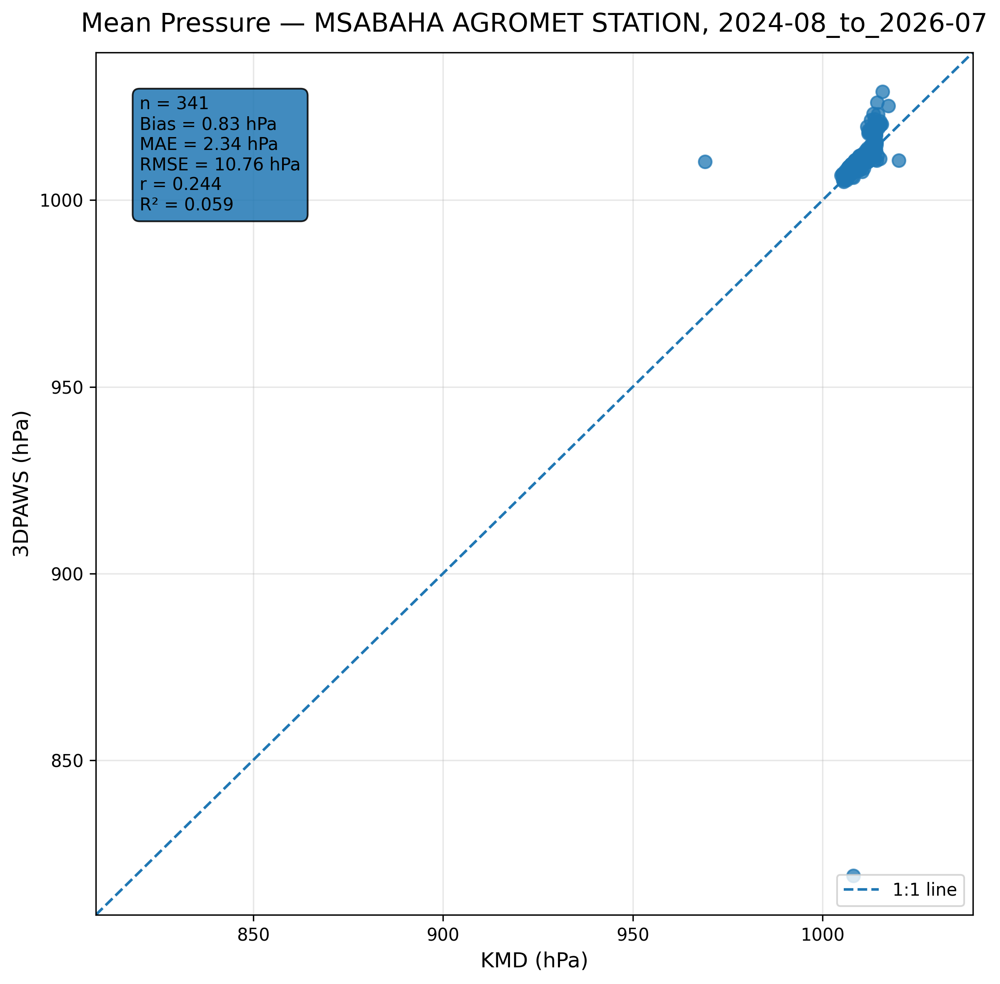 Mean Pressure — MSABAHA AGROMET STATION, 2024-08_to_2026-07
n = 341
Bias = 0.83 hPa
MAE = 2.34 hPa
RMSE = 10.76 hPa
r = 0.244
R² = 0.059
1000
950
900
850
3DPAWS (hPa)
1:1 line
850
900
950
1000
KMD (hPa)